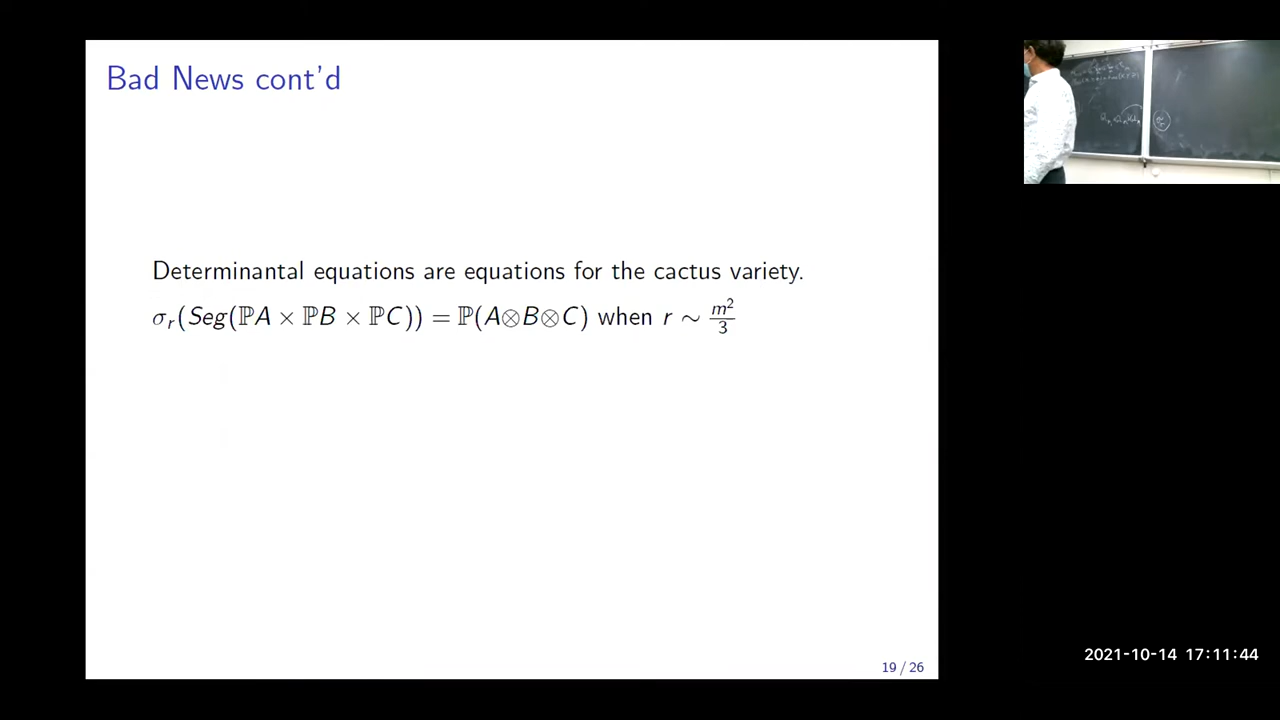 Bad News cont'd
Determinantal equations are equations for the cactus variety.
σ_r(Seg(ℙA × ℙB × ℙC)) = ℙ(A⊗B⊗C) when r ∼ m²/3
19 / 26
2021-10-14 17:11:44